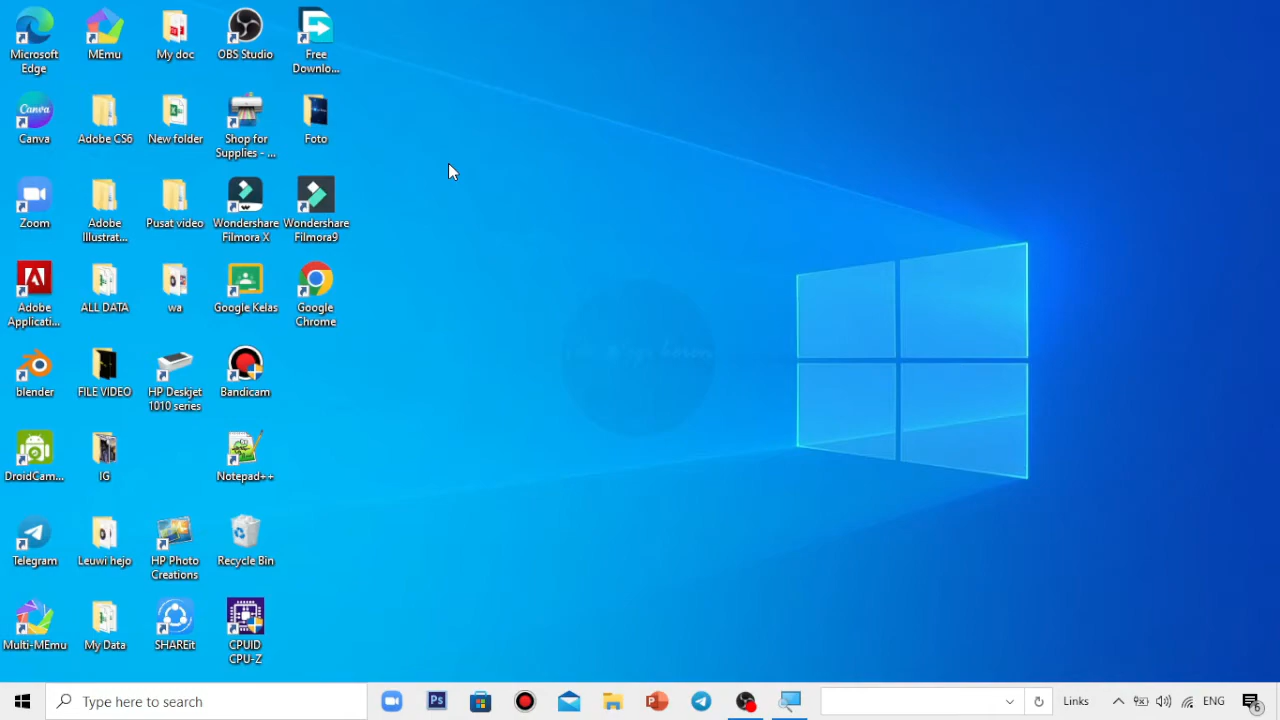 Microsoft
Edge
MEmu
My doc
OBS Studio
Free
Downlo...
Canva
Canva
Adobe CS6
New folder
Shop for
Supplies - ...
Foto
Zoom
Adobe
Illustrat...
Pusat video
Wondershare
Filmora X
Wondershare
Filmora9
Adobe
Applicati...
ALL DATA
wa
Google Kelas
Google
Chrome
blender
FILE VIDEO
HP Deskjet
1010 series
Bandicam
DroidCam...
IG
Notepad++
Telegram
Leuwi hejo
HP Photo
Creations
Recycle Bin
Multi-MEmu
My Data
SHAREit
CPUID
CPU-Z
Type here to search
Ps
Links
ENG
6